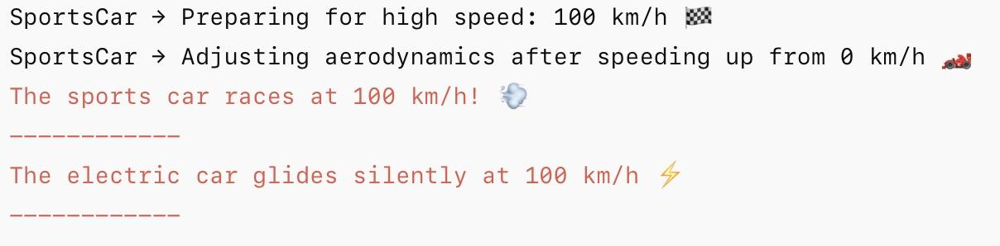 SportsCar → Preparing for high speed: 100 km/h 🏁
SportsCar → Adjusting aerodynamics after speeding up from 0 km/h 🏎️
The sports car races at 100 km/h! 💨
————————————
The electric car glides silently at 100 km/h ⚡
————————————